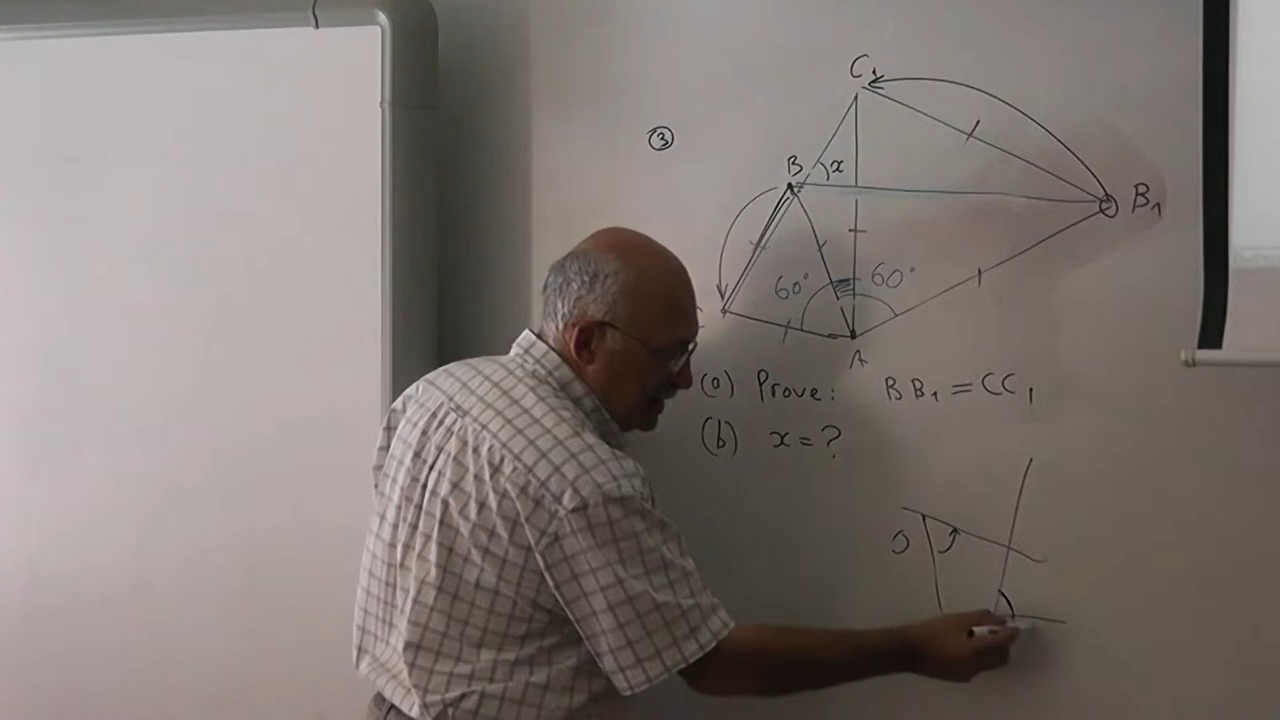 C₁
③
B x
B₁
60° 60°
A
(a) Prove: BB₁ = CC₁
(b) x = ?
O